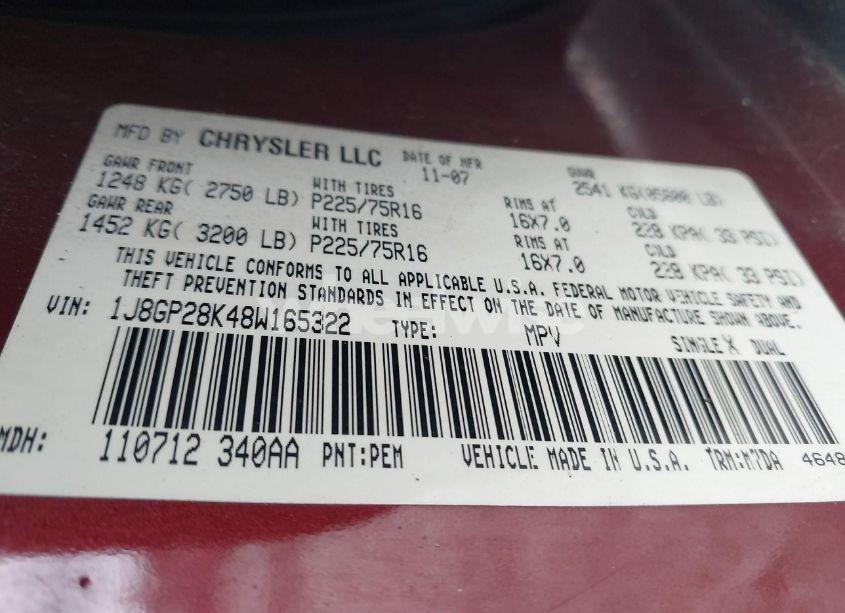 MFD BY CHRYSLER LLC DATE OF MFR 11-07 GVWR 2541 KG(05600 LB)
GAWR FRONT 1248 KG( 2750 LB) WITH TIRES P225/75R16 RIMS AT 16X7.0 COLD 228 KPA( 33 PSI)
GAWR REAR 1452 KG( 3200 LB) WITH TIRES P225/75R16 RIMS AT 16X7.0 COLD 228 KPA( 33 PSI)
THIS VEHICLE CONFORMS TO ALL APPLICABLE U.S.A. FEDERAL MOTOR VEHICLE SAFETY AND
THEFT PREVENTION STANDARDS IN EFFECT ON THE DATE OF MANUFACTURE SHOWN ABOVE.
VIN: 1J8GP28K48W165322 TYPE: MPV SINGLE X DUAL
MDH: 110712 340AA PNT:PEM VEHICLE MADE IN U.S.A. TRM:M7DA 4648